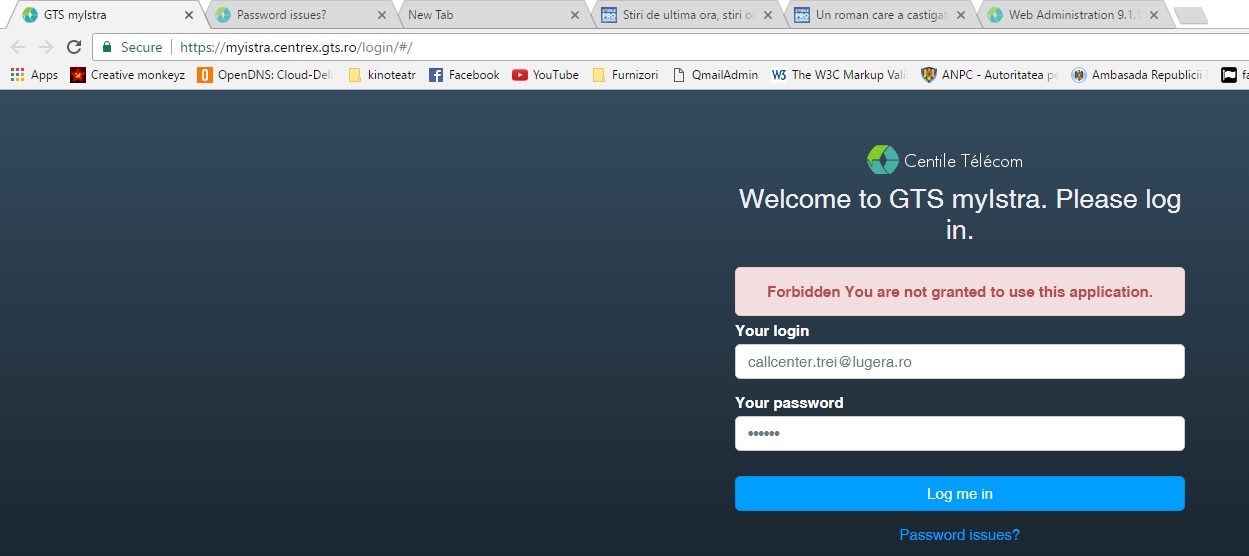 GTS myIstra
Password issues?
New Tab
Stiri de ultima ora, stiri o
Un roman care a castigat
Web Administration 9.1.
Secure
https://myistra.centrex.gts.ro/login/#/
Apps
Creative monkeyz
OpenDNS: Cloud-Deli
kinoteatr
Facebook
YouTube
Furnizori
QmailAdmin
The W3C Markup Vali
ANPC - Autoritatea pe
Ambasada Republicii
fa
Centile Télécom
Welcome to GTS myIstra. Please log
in.
Forbidden You are not granted to use this application.
Your login
callcenter.trei@lugera.ro
Your password
••••••
Log me in
Password issues?